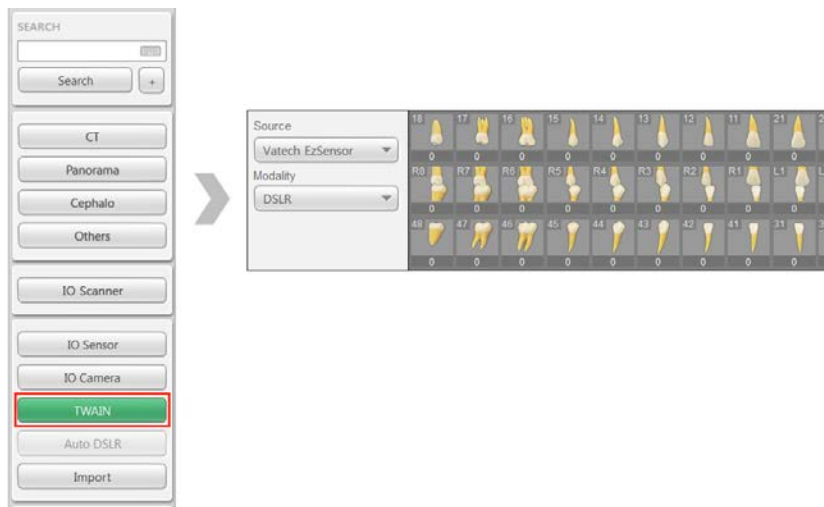 SEARCH
Search +
CT
Panorama
Cephalo
Others
IO Scanner
IO Sensor
IO Camera
TWAIN
Auto DSLR
Import
Source
Vatech EzSensor
Modality
DSLR
18 17 16 15 14 13 12 11 21 2
0 0 0 0 0 0 0 0 0
R8 R7 R6 R5 R4 R3 R2 R1 L1 L
0 0 0 0 0 0 0 0 0
48 47 46 45 44 43 42 41 31 3
0 0 0 0 0 0 0 0 0